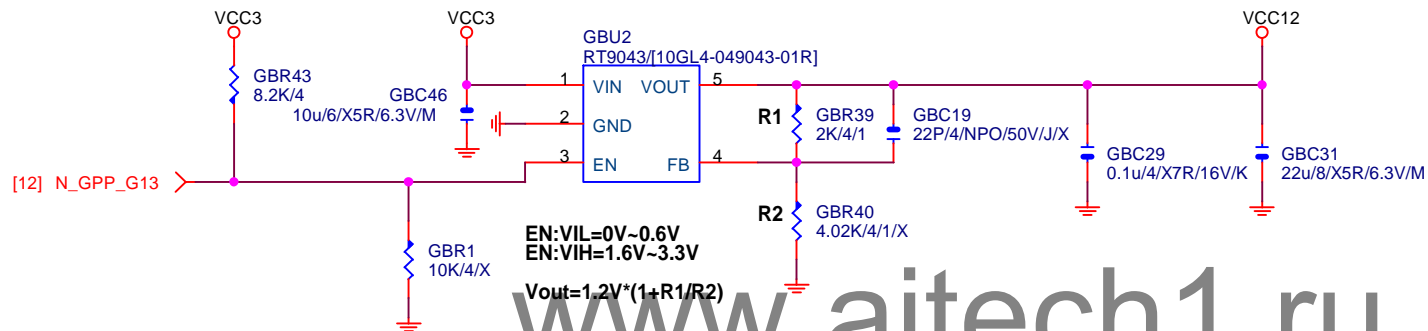 VCC3
VCC3
VCC12
GBU2
RT9043/[10GL4-049043-01R]
GBR43
8.2K/4
GBC46
10u/6/X5R/6.3V/M
1
VIN
VOUT
5
2
GND
3
EN
FB
4
R1
GBR39
2K/4/1
GBC19
22P/4/NPO/50V/J/X
GBC29
0.1u/4/X7R/16V/K
GBC31
22u/8/X5R/6.3V/M
[12] N_GPP_G13
R2
GBR40
4.02K/4/1/X
GBR1
10K/4/X
EN:VIL=0V~0.6V
EN:VIH=1.6V~3.3V
Vout=1.2V*(1+R1/R2)
www.aitech1.ru